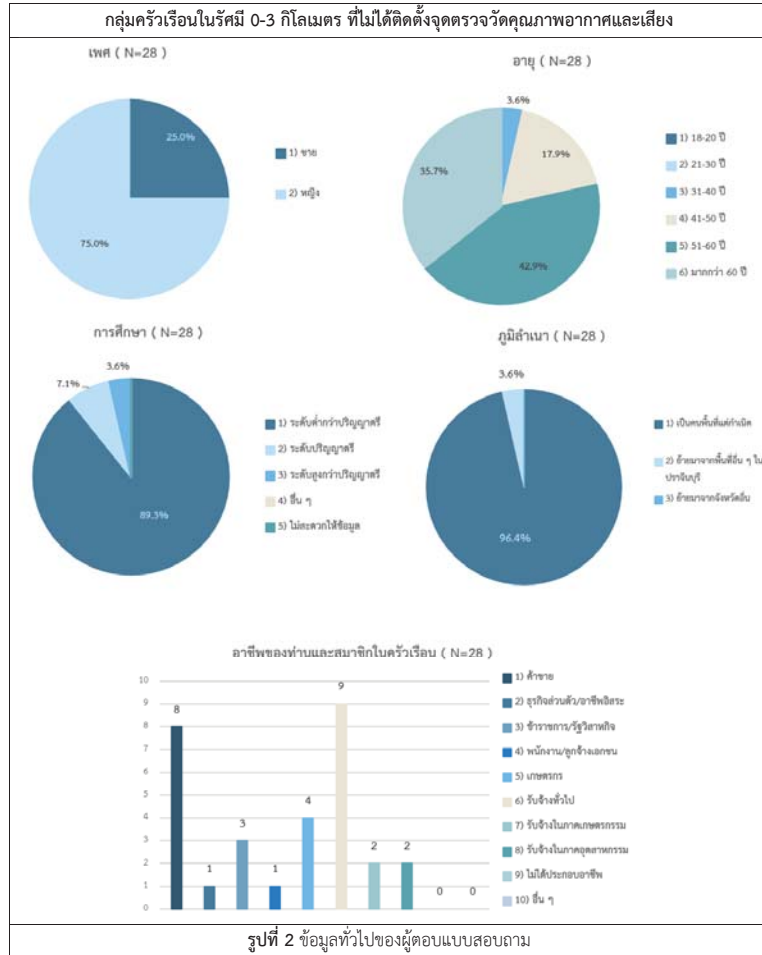 กลุ่มครัวเรือนในรัศมี 0-3 กิโลเมตร ที่ไม่ได้ติดตั้งจุดตรวจวัดคุณภาพอากาศและเสียง
เพศ ( N=28 )
25.0%
75.0%
1) ชาย
2) หญิง
อายุ ( N=28 )
3.6%
17.9%
35.7%
42.9%
1) 18-20 ปี
2) 21-30 ปี
3) 31-40 ปี
4) 41-50 ปี
5) 51-60 ปี
6) มากกว่า 60 ปี
การศึกษา ( N=28 )
3.6%
7.1%
89.3%
1) ระดับต่ำกว่าปริญญาตรี
2) ระดับปริญญาตรี
3) ระดับสูงกว่าปริญญาตรี
4) อื่น ๆ
5) ไม่สะดวกให้ข้อมูล
ภูมิลำเนา ( N=28 )
3.6%
96.4%
1) เป็นคนพื้นที่แต่กำเนิด
2) ย้ายมาจากพื้นที่อื่น ๆ ใน
ปราจีนบุรี
3) ย้ายมาจากจังหวัดอื่น
อาชีพของท่านและสมาชิกในครัวเรือน ( N=28 )
10
9
8
7
6
5
4
3
2
1
0
8
1
3
1
4
9
2
2
0
0
1) ค้าขาย
2) ธุรกิจส่วนตัว/อาชีพอิสระ
3) ข้าราชการ/รัฐวิสาหกิจ
4) พนักงาน/ลูกจ้างเอกชน
5) เกษตรกร
6) รับจ้างทั่วไป
7) รับจ้างในภาคเกษตรกรรม
8) รับจ้างในภาคอุตสาหกรรม
9) ไม่ได้ประกอบอาชีพ
10) อื่น ๆ
รูปที่ 2 ข้อมูลทั่วไปของผู้ตอบแบบสอบถาม